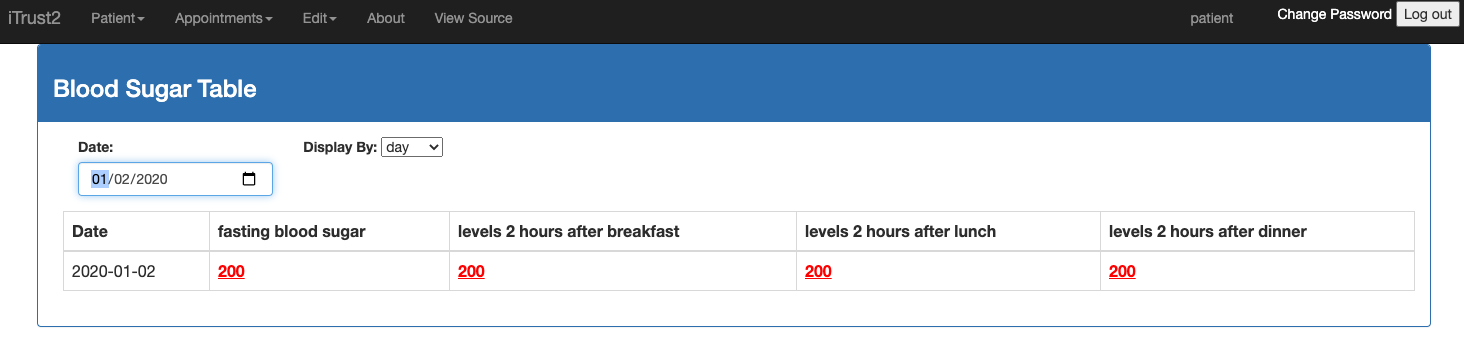 iTrust2 Patient Appointments Edit About View Source patient Change Password Log out
Blood Sugar Table
Date: Display By: day
01/02/2020
Date fasting blood sugar levels 2 hours after breakfast levels 2 hours after lunch levels 2 hours after dinner
2020-01-02 200 200 200 200